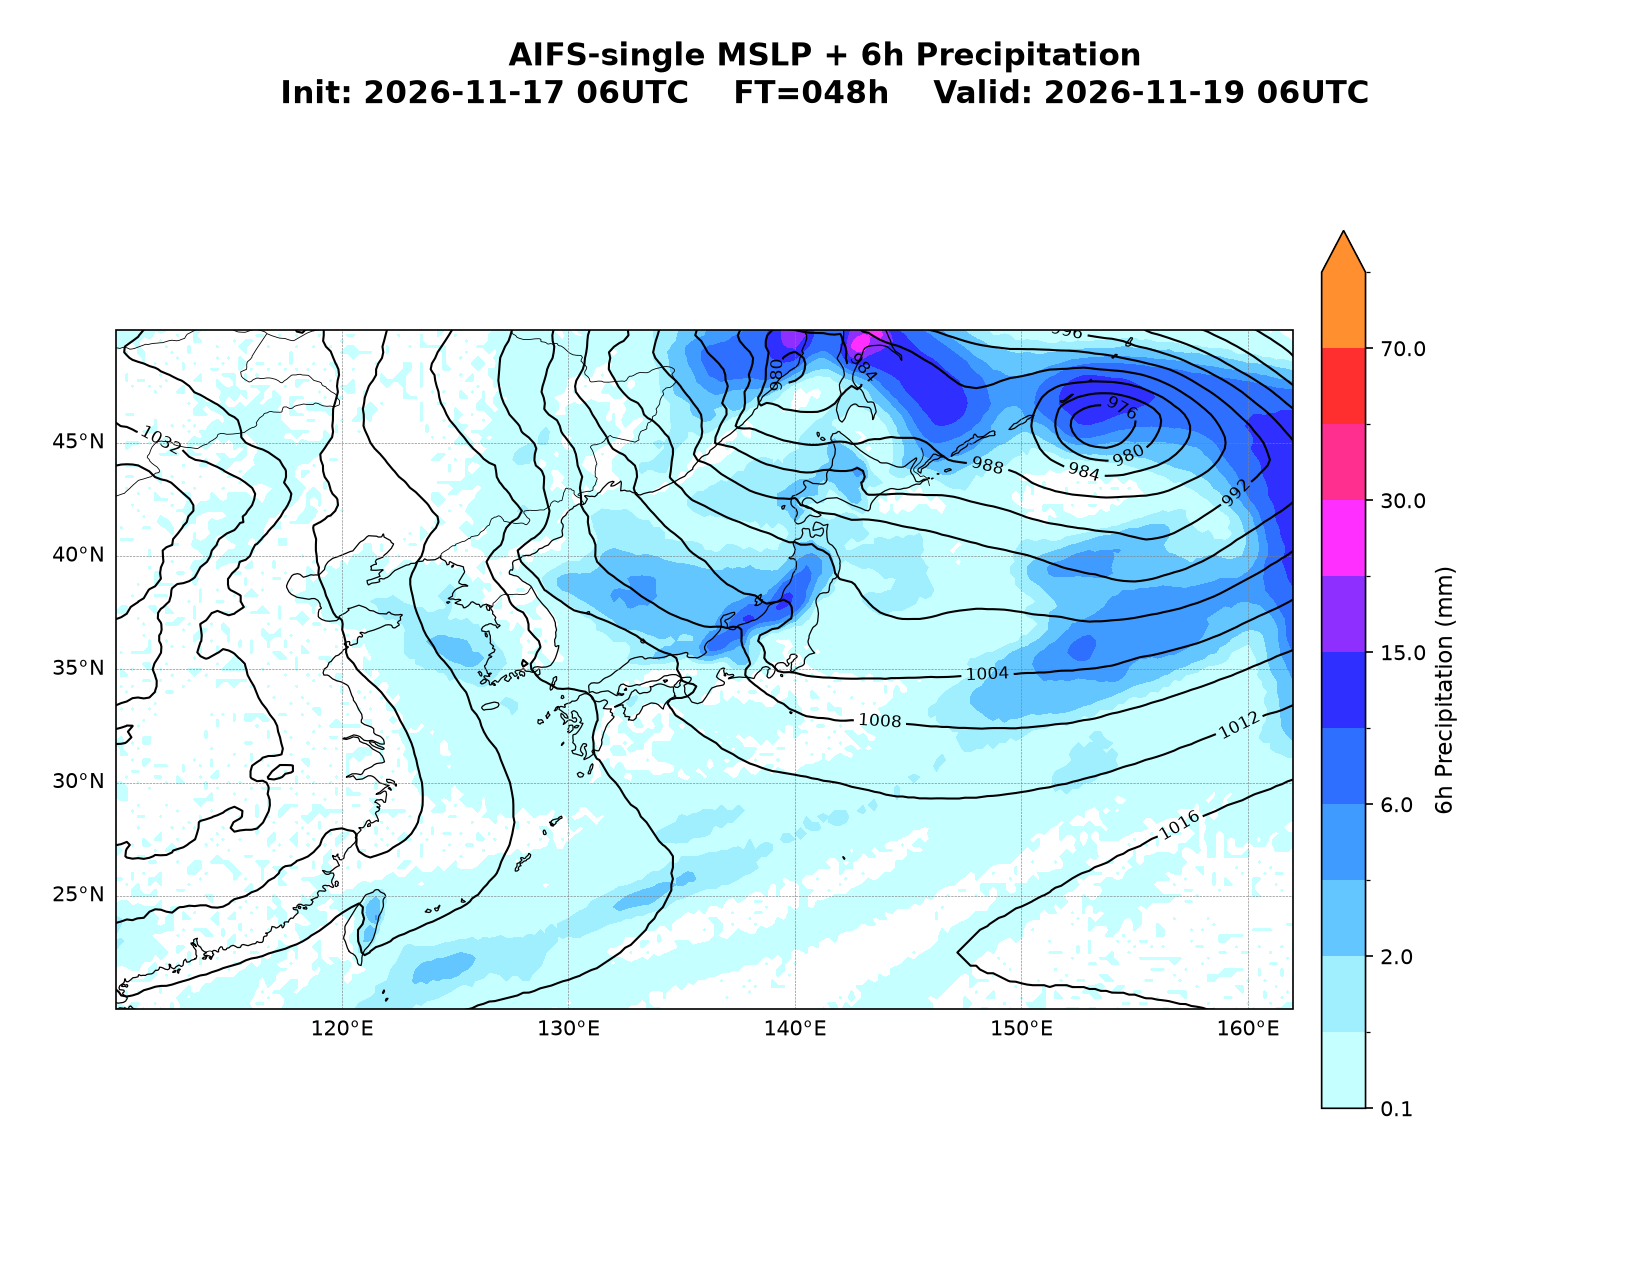 AIFS-single MSLP + 6h Precipitation
Init: 2026-11-17 06UTC    FT=048h    Valid: 2026-11-19 06UTC
996
980
984
976
1032
45°N
988
984
980
992
40°N
35°N
1004
1008
1012
30°N
1016
25°N
120°E
130°E
140°E
150°E
160°E
70.0
30.0
15.0
6.0
2.0
0.1
6h Precipitation (mm)